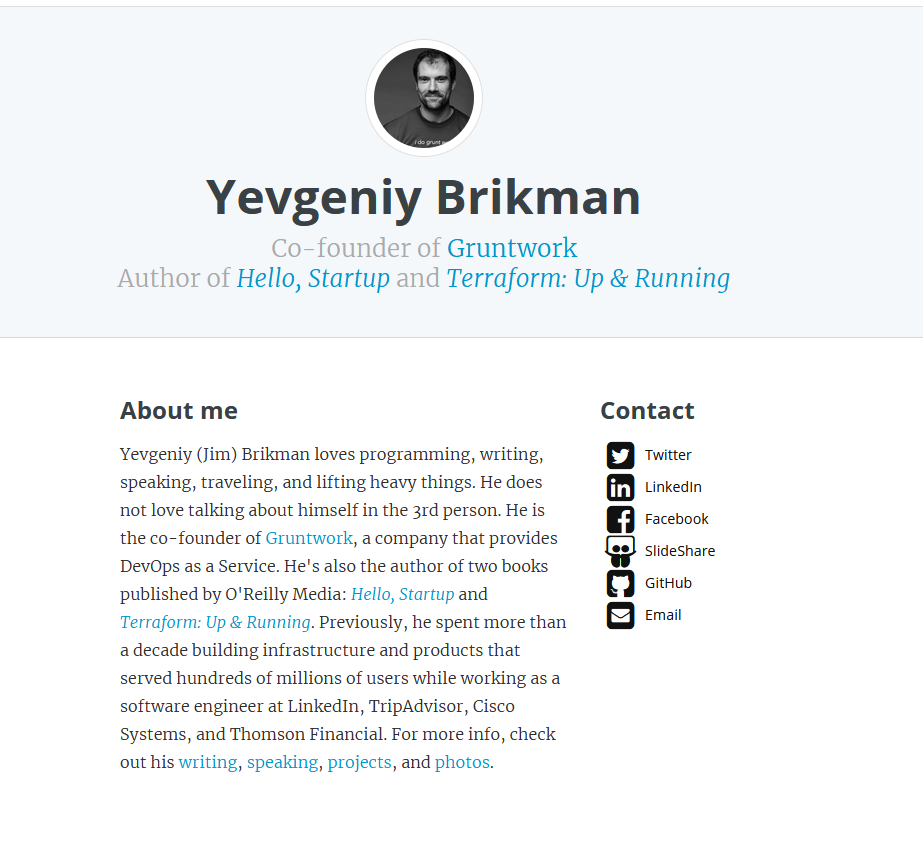 i do grunt
Yevgeniy Brikman
Co-founder of Gruntwork
Author of Hello, Startup and Terraform: Up & Running
About me
Yevgeniy (Jim) Brikman loves programming, writing,
speaking, traveling, and lifting heavy things. He does
not love talking about himself in the 3rd person. He is
the co-founder of Gruntwork, a company that provides
DevOps as a Service. He's also the author of two books
published by O'Reilly Media: Hello, Startup and
Terraform: Up & Running. Previously, he spent more than
a decade building infrastructure and products that
served hundreds of millions of users while working as a
software engineer at LinkedIn, TripAdvisor, Cisco
Systems, and Thomson Financial. For more info, check
out his writing, speaking, projects, and photos.
Contact
Twitter
in LinkedIn
Facebook
SlideShare
GitHub
Email